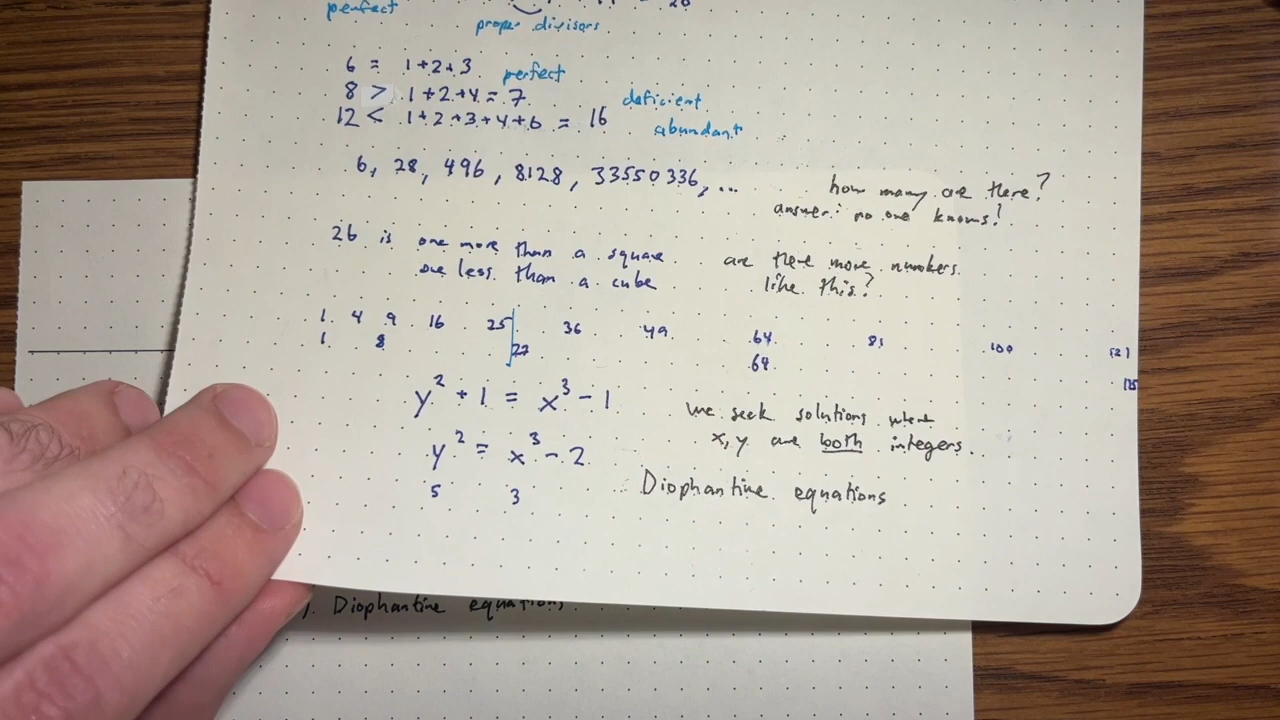 perfect
proper divisors
6 = 1+2+3 perfect
8 > 1+2+4 = 7 deficient
12 < 1+2+3+4+6 = 16 abundant
6, 28, 496, 8128, 33550336, ...
how many are there?
answer: no one knows!
26 is one more than a square
one less than a cube
are there more numbers
like this?
1 4 9 16 25 36 49 64 81 100 121
1 8 27 64 125
y² + 1 = x³ - 1
y² = x³ - 2
5 3
we seek solutions where
x, y are both integers.
Diophantine equations
Diophantine equations